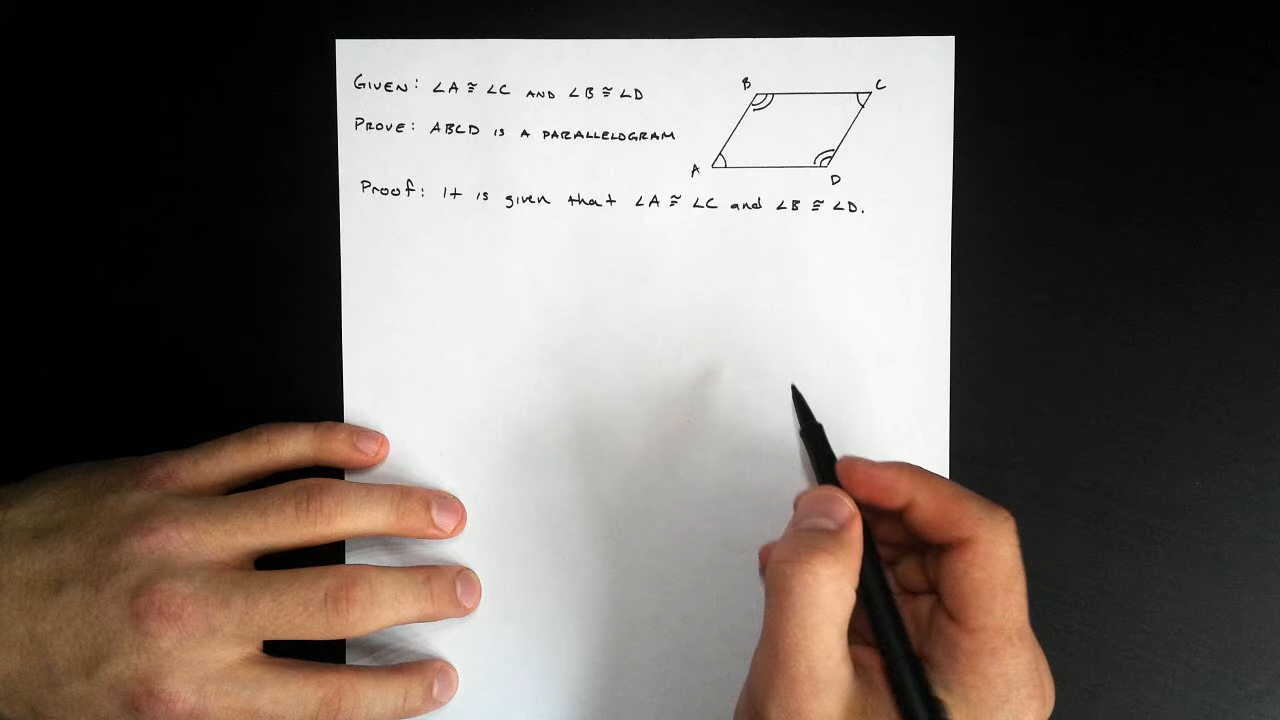 GIVEN: ∠A ≅ ∠C AND ∠B ≅ ∠D
PROVE: ABCD IS A PARALLELOGRAM
B
C
A
D
Proof: It is given that ∠A ≅ ∠C and ∠B ≅ ∠D.